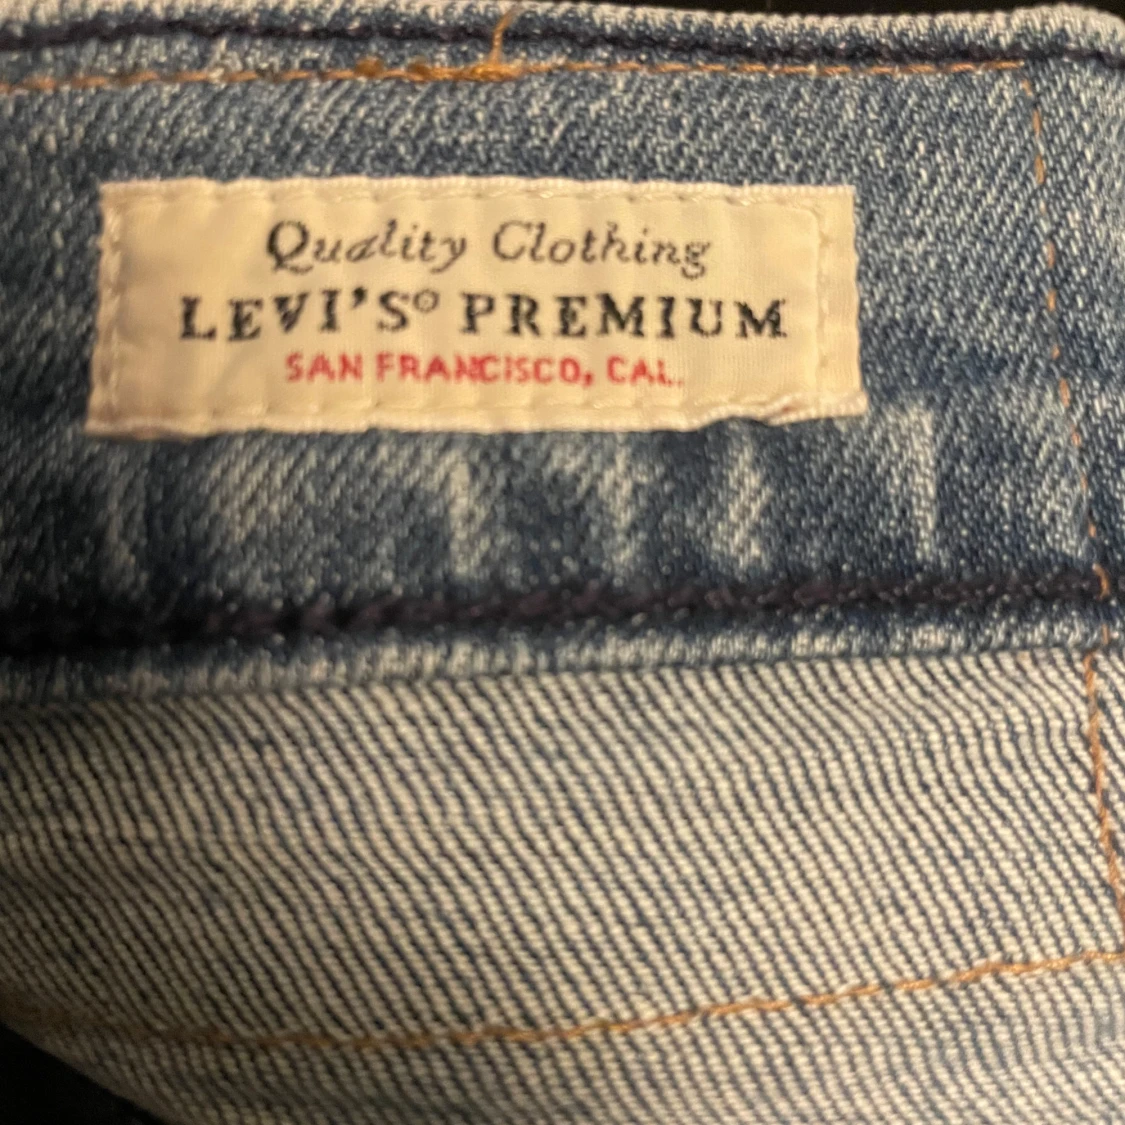 Quality Clothing
LEVI'S® PREMIUM
SAN FRANCISCO, CAL.